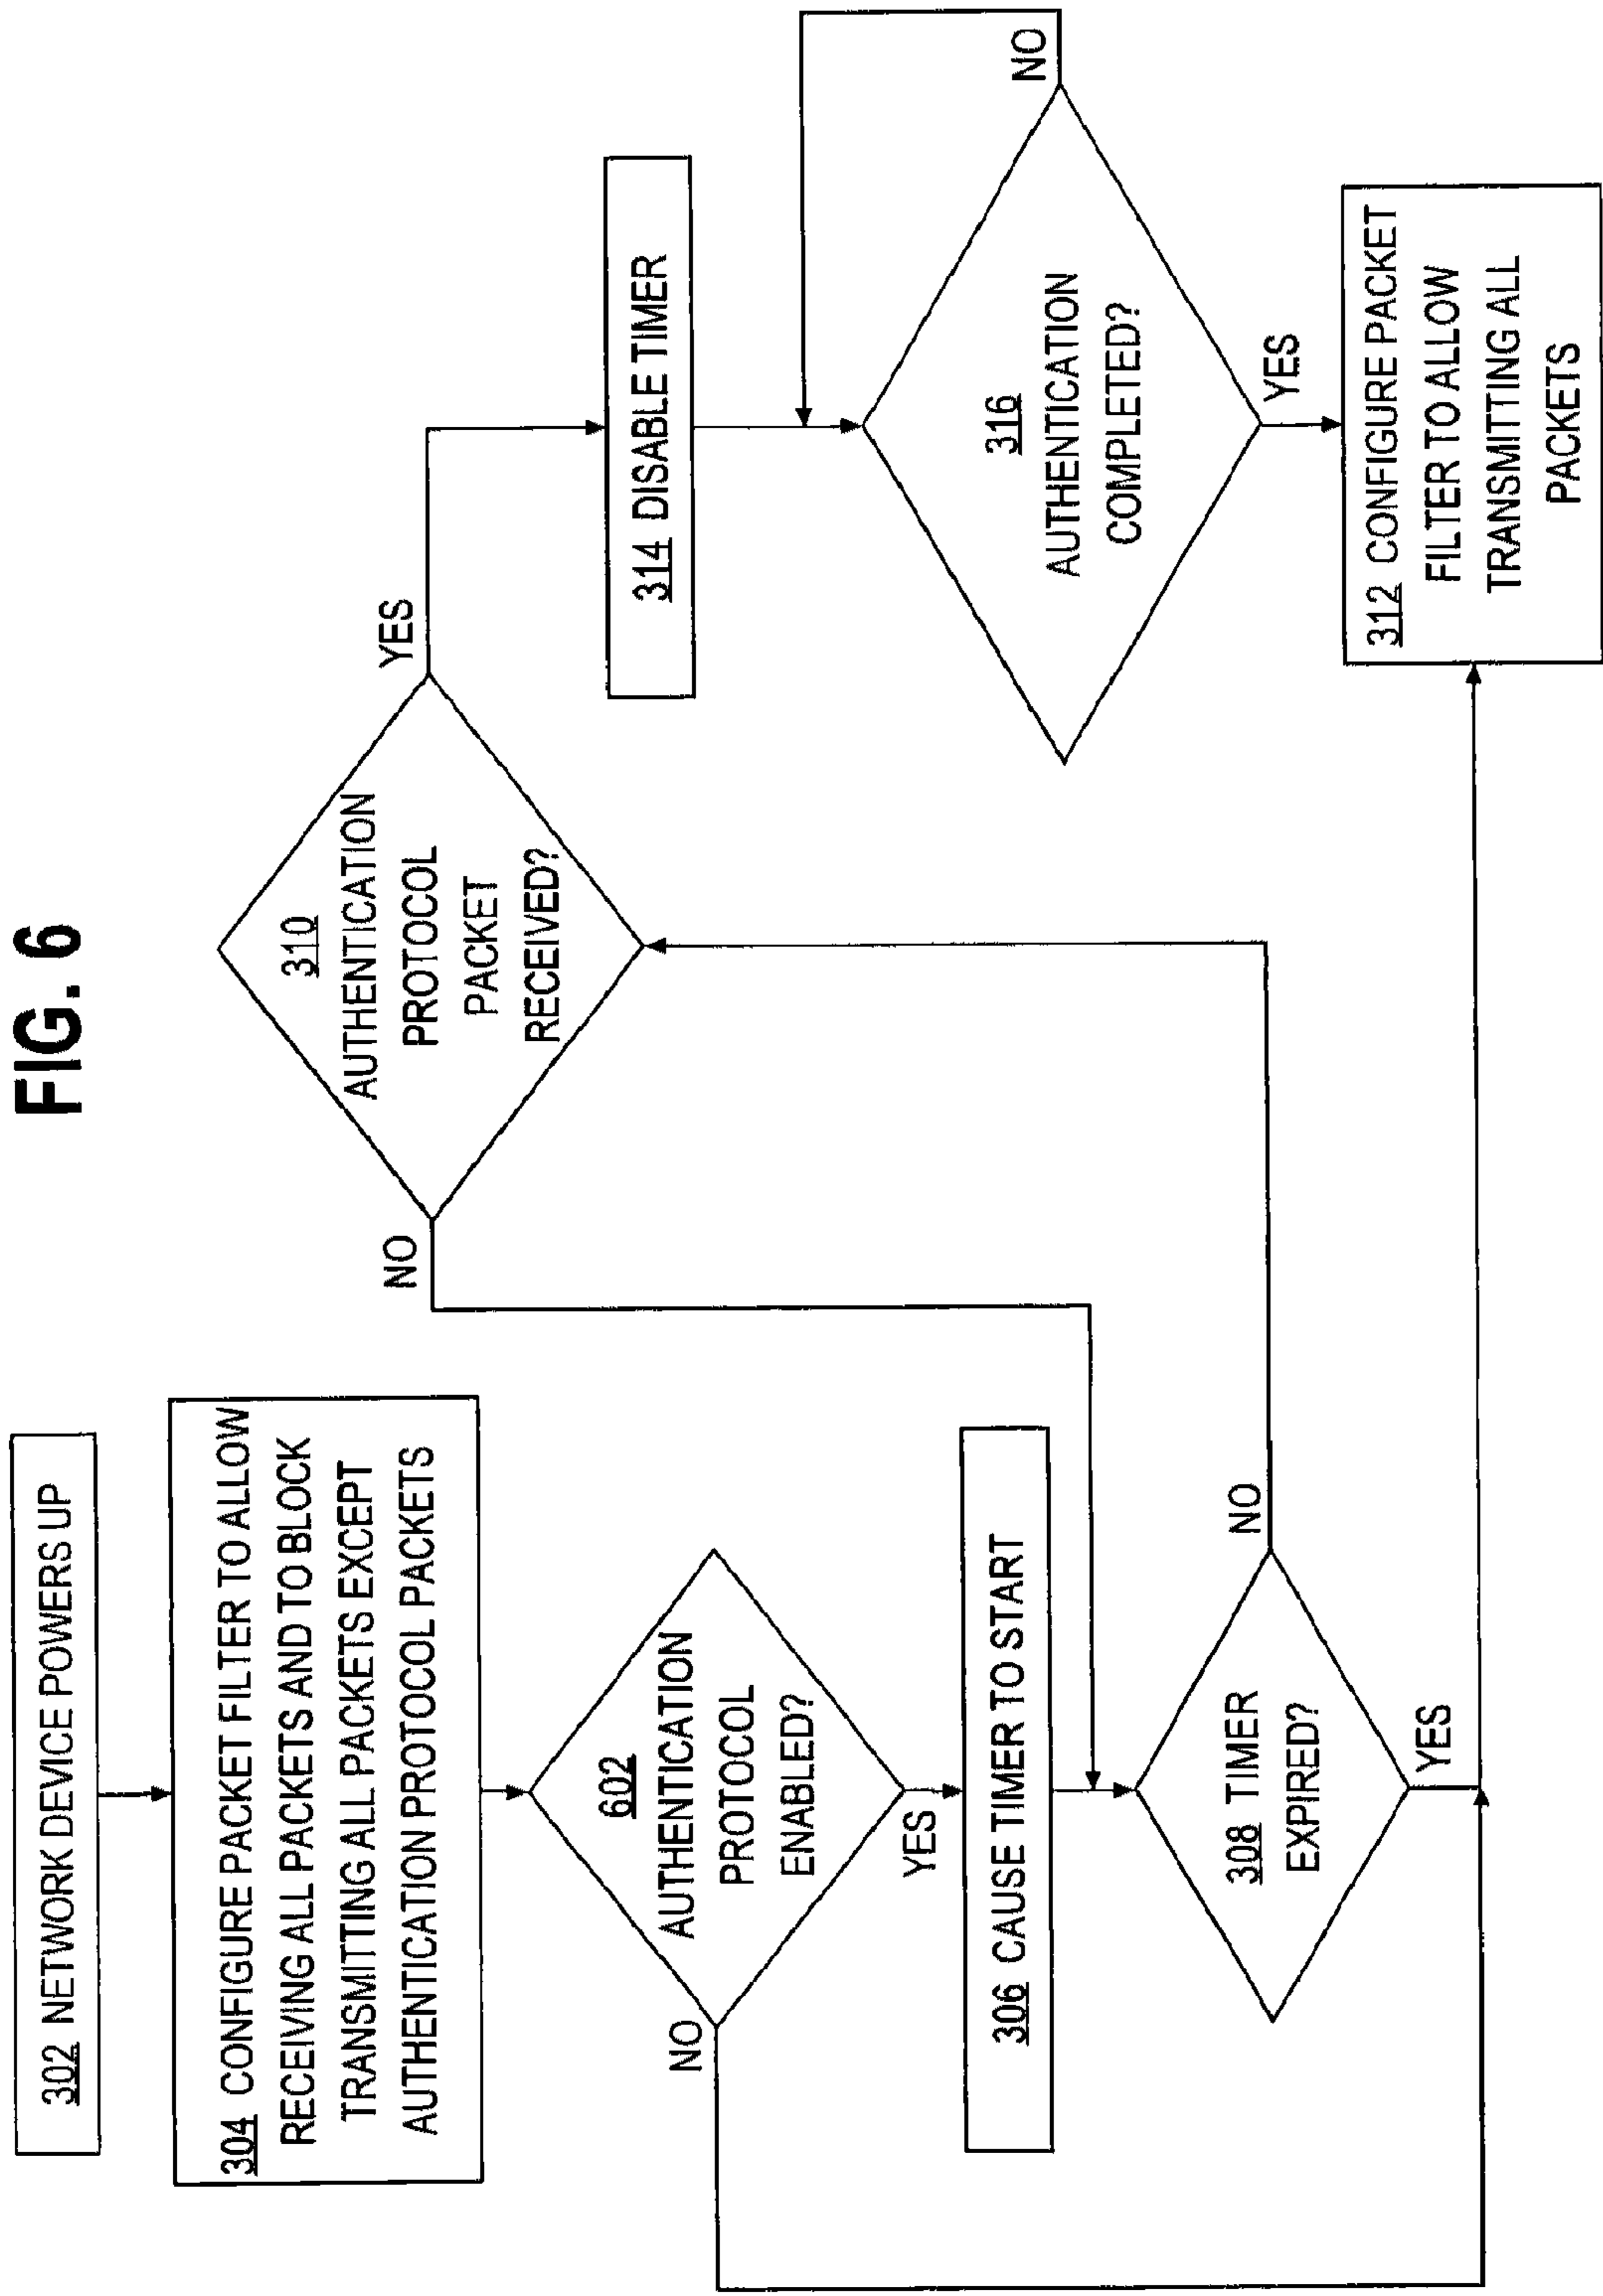 FIG. 6
302 NETWORK DEVICE POWERS UP
304 CONFIGURE PACKET FILTER TO ALLOW
RECEIVING ALL PACKETS AND TO BLOCK
TRANSMITTING ALL PACKETS EXCEPT
AUTHENTICATION PROTOCOL PACKETS
602
AUTHENTICATION
PROTOCOL
ENABLED?
NO
YES
306 CAUSE TIMER TO START
308 TIMER
EXPIRED?
NO
YES
310
AUTHENTICATION
PROTOCOL
PACKET
RECEIVED?
NO
YES
314 DISABLE TIMER
316
AUTHENTICATION
COMPLETED?
NO
YES
312 CONFIGURE PACKET
FILTER TO ALLOW
TRANSMITTING ALL
PACKETS